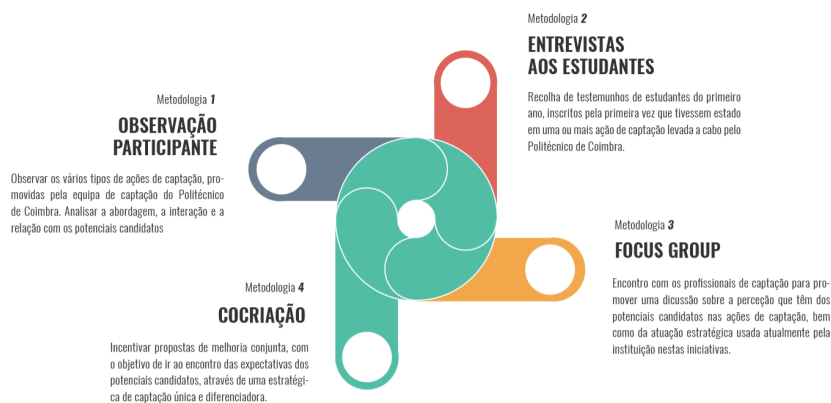 Metodologia 1
OBSERVAÇÃO
PARTICIPANTE
Observar os vários tipos de ações de captação, pro-
movidas pela equipa de captação do Politécnico
de Coimbra. Analisar a abordagem, a interação e a
relação com os potenciais candidatos
Metodologia 2
ENTREVISTAS
AOS ESTUDANTES
Recolha de testemunhos de estudantes do primeiro
ano, inscritos pela primeira vez que tivessem estado
em uma ou mais ação de captação levada a cabo pelo
Politécnico de Coimbra.
Metodologia 3
FOCUS GROUP
Encontro com os profissionais de captação para pro-
mover uma dicussão sobre a perceção que têm dos
potenciais candidatos nas ações de captação, bem
como da atuação estratégica usada atualmente pela
instituição nestas iniciativas.
Metodologia 4
COCRIAÇÃO
Incentivar propostas de melhoria conjunta, com
o objetivo de ir ao encontro das expectativas dos
potenciais candidatos, através de uma estratégi-
ca de captação única e diferenciadora.